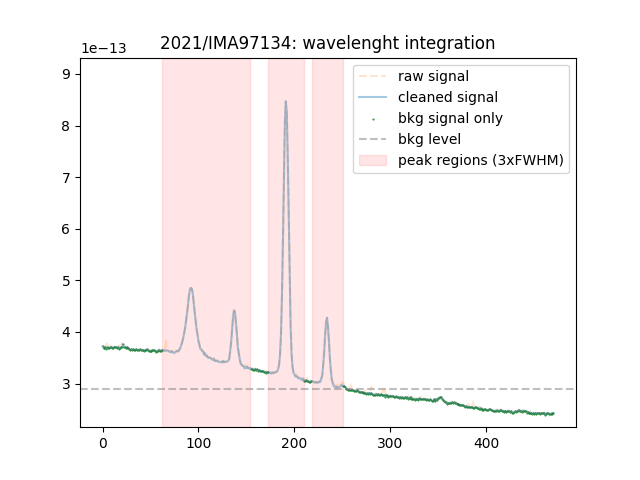 2021/IMA97134: wavelenght integration
1e−13
raw signal
cleaned signal
bkg signal only
bkg level
peak regions (3xFWHM)
9
8
7
6
5
4
3
0 100 200 300 400